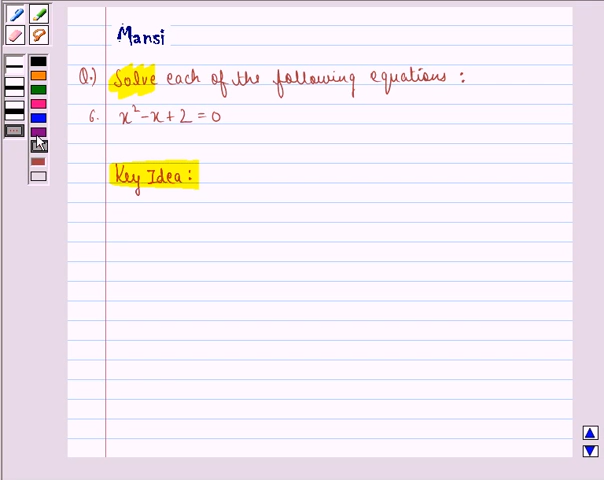 Mansi
Q.) Solve each of the following equations :
6. x² - x + 2 = 0
Key Idea :